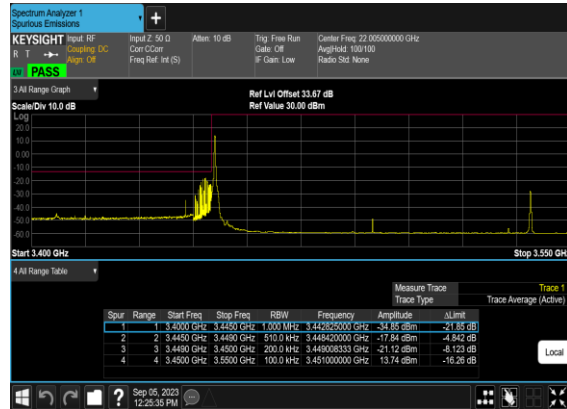 Spectrum Analyzer 1
Spurious Emissions
+
KEYSIGHT Input: RF Input Z: 50 Ω Atten: 10 dB Trig: Free Run Center Freq: 22.005000000 GHz
R T Coupling: DC Corr CCorr Gate: Off Avg|Hold: 100/100
Align: Off Freq Ref: Int (S) IF Gain: Low Radio Std: None
PASS
3 All Range Graph Ref Lvl Offset 33.67 dB
Scale/Div 10.0 dB Ref Value 30.00 dBm
Log
20.0
10.0
0.00
-10.0
-20.0
-30.0
-40.0
-50.0
-60.0
Start 3.400 GHz Stop 3.550 GHz
4 All Range Table
Measure Trace Trace 1
Trace Type Trace Average (Active)
Spur Range Start Freq Stop Freq RBW Frequency Amplitude ΔLimit
1 1 3.4000 GHz 3.4450 GHz 1.000 MHz 3.442825000 GHz -34.85 dBm -21.85 dB
2 2 3.4450 GHz 3.4490 GHz 510.0 kHz 3.448420000 GHz -17.84 dBm -4.842 dB
3 3 3.4490 GHz 3.4500 GHz 200.0 kHz 3.449008333 GHz -21.12 dBm -8.123 dB
4 4 3.4500 GHz 3.5500 GHz 100.0 kHz 3.451000000 GHz 13.74 dBm -16.26 dB
Local
? Sep 05, 2023
12:25:35 PM